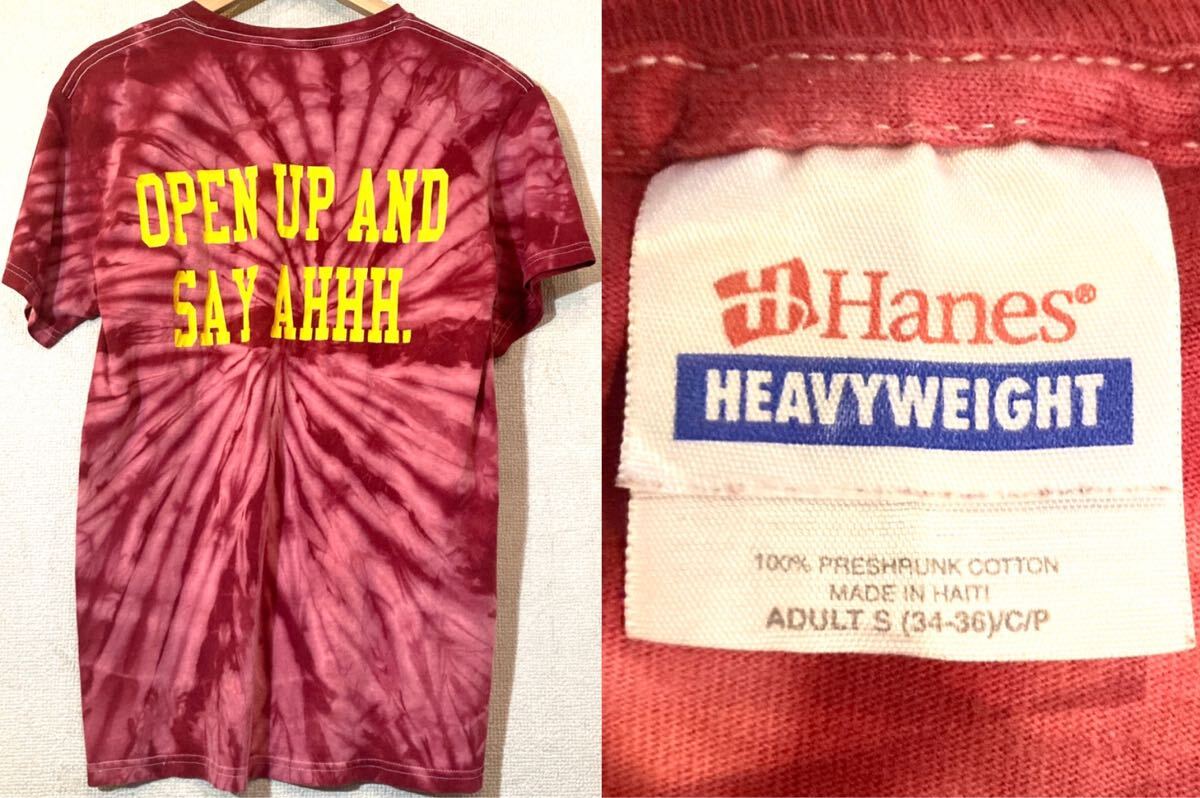 OPEN UP AND
SAY AHHH.
Hanes®
HEAVYWEIGHT
100% PRESHRUNK COTTON
MADE IN HAITI
ADULT S (34-36)/C/P